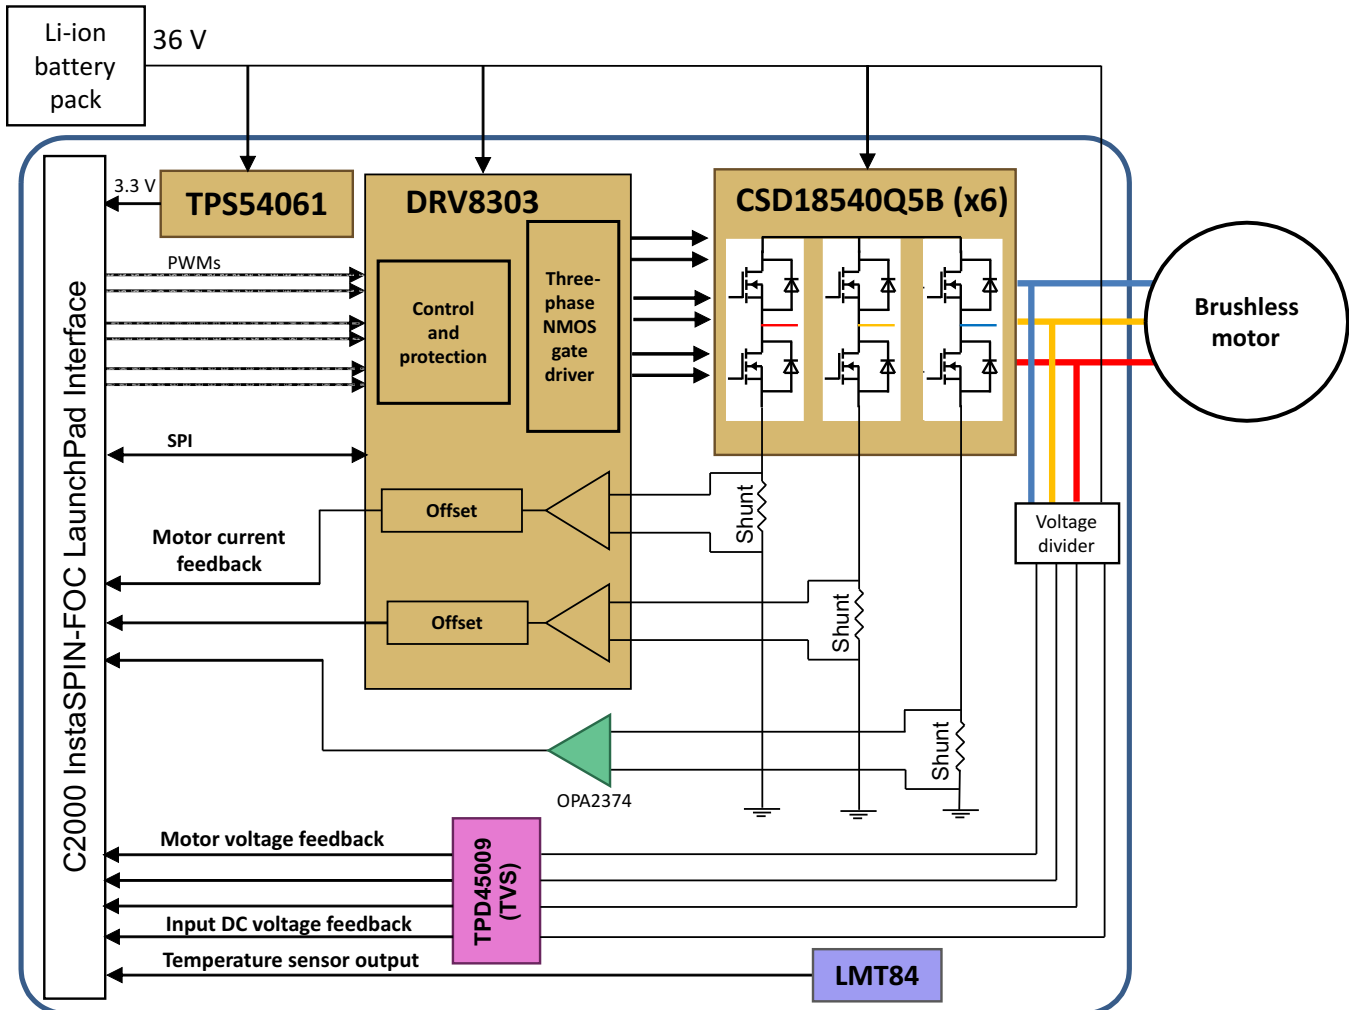 Li-ion
battery
pack
36 V
3.3 V
TPS54061
DRV8303
CSD18540Q5B (x6)
PWMs
Control
and
protection
Three-
phase
NMOS
gate
driver
Brushless
motor
C2000 InstaSPIN-FOC LaunchPad Interface
SPI
Offset
Shunt
Voltage
divider
Motor current
feedback
Offset
Shunt
Shunt
OPA2374
Motor voltage feedback
TPD45009
(TVS)
Input DC voltage feedback
Temperature sensor output
LMT84